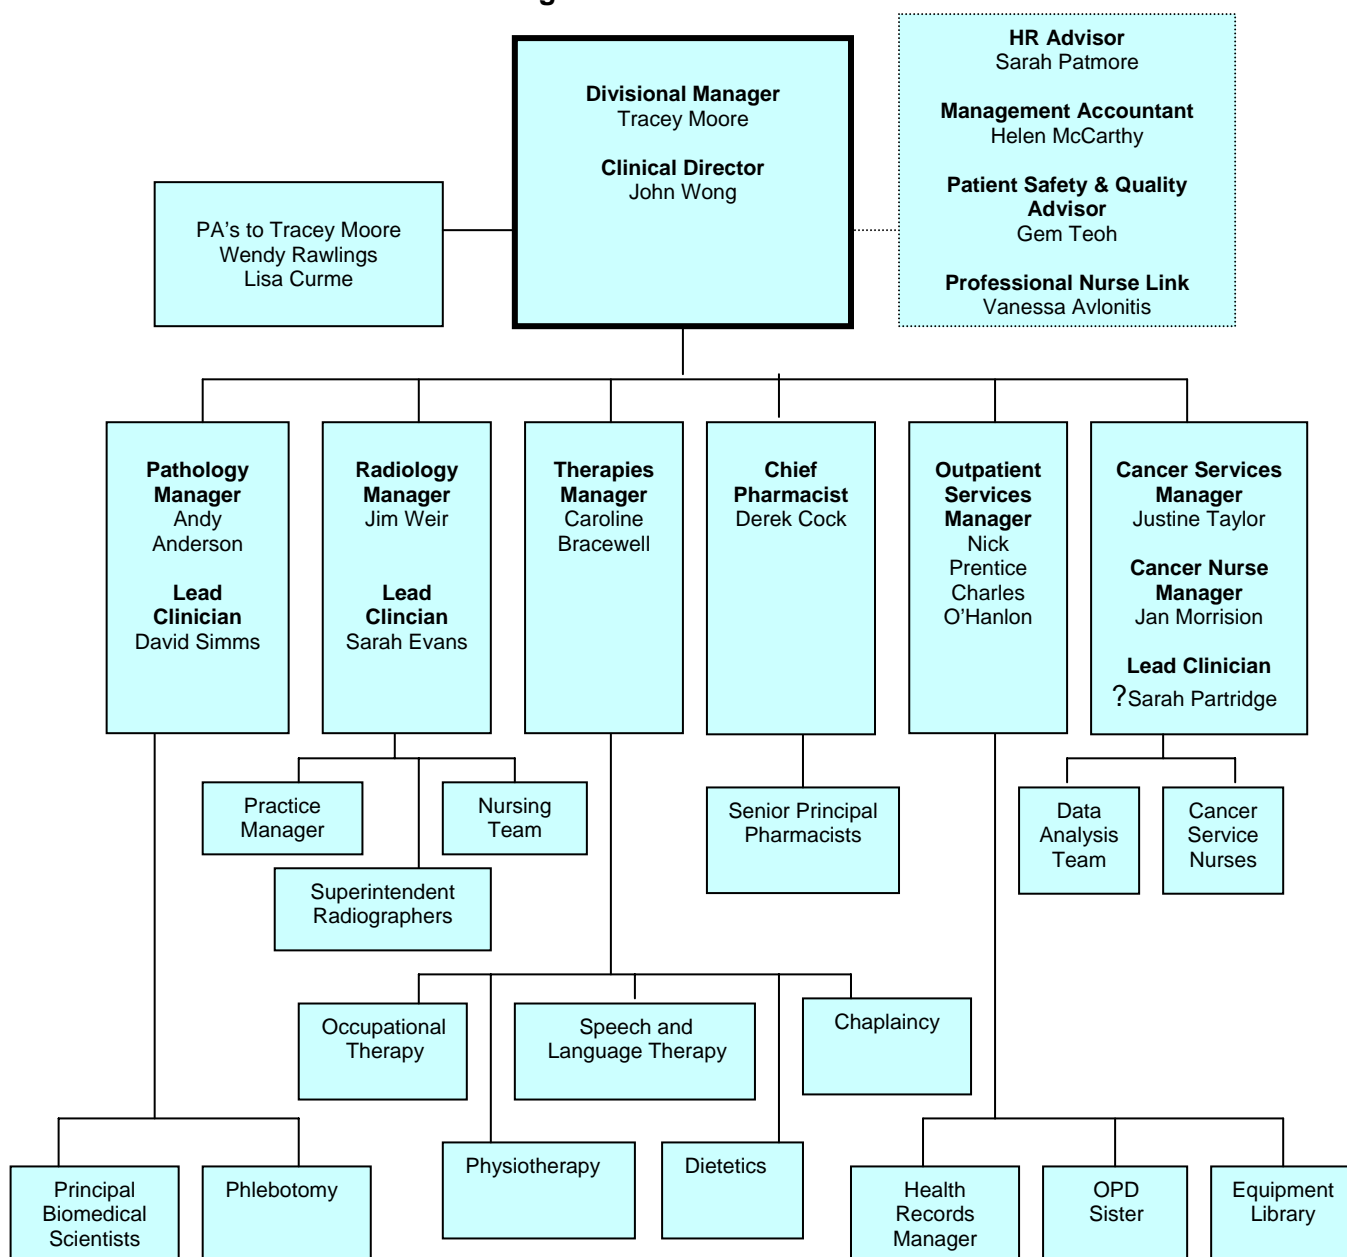 HR Advisor
Sarah Patmore
Management Accountant
Helen McCarthy
Patient Safety & Quality
Advisor
Gem Teoh
Professional Nurse Link
Vanessa Avlonitis
Divisional Manager
Tracey Moore
Clinical Director
John Wong
PA's to Tracey Moore
Wendy Rawlings
Lisa Curme
Pathology
Manager
Andy
Anderson
Lead
Clinician
David Simms
Radiology
Manager
Jim Weir
Lead
Clincian
Sarah Evans
Therapies
Manager
Caroline
Bracewell
Chief
Pharmacist
Derek Cock
Outpatient
Services
Manager
Nick
Prentice
Charles
O'Hanlon
Cancer Services
Manager
Justine Taylor
Cancer Nurse
Manager
Jan Morrision
Lead Clinician
?Sarah Partridge
Practice
Manager
Nursing
Team
Superintendent
Radiographers
Senior Principal
Pharmacists
Data
Analysis
Team
Cancer
Service
Nurses
Occupational
Therapy
Speech and
Language Therapy
Chaplaincy
Physiotherapy
Dietetics
Principal
Biomedical
Scientists
Phlebotomy
Health
Records
Manager
OPD
Sister
Equipment
Library